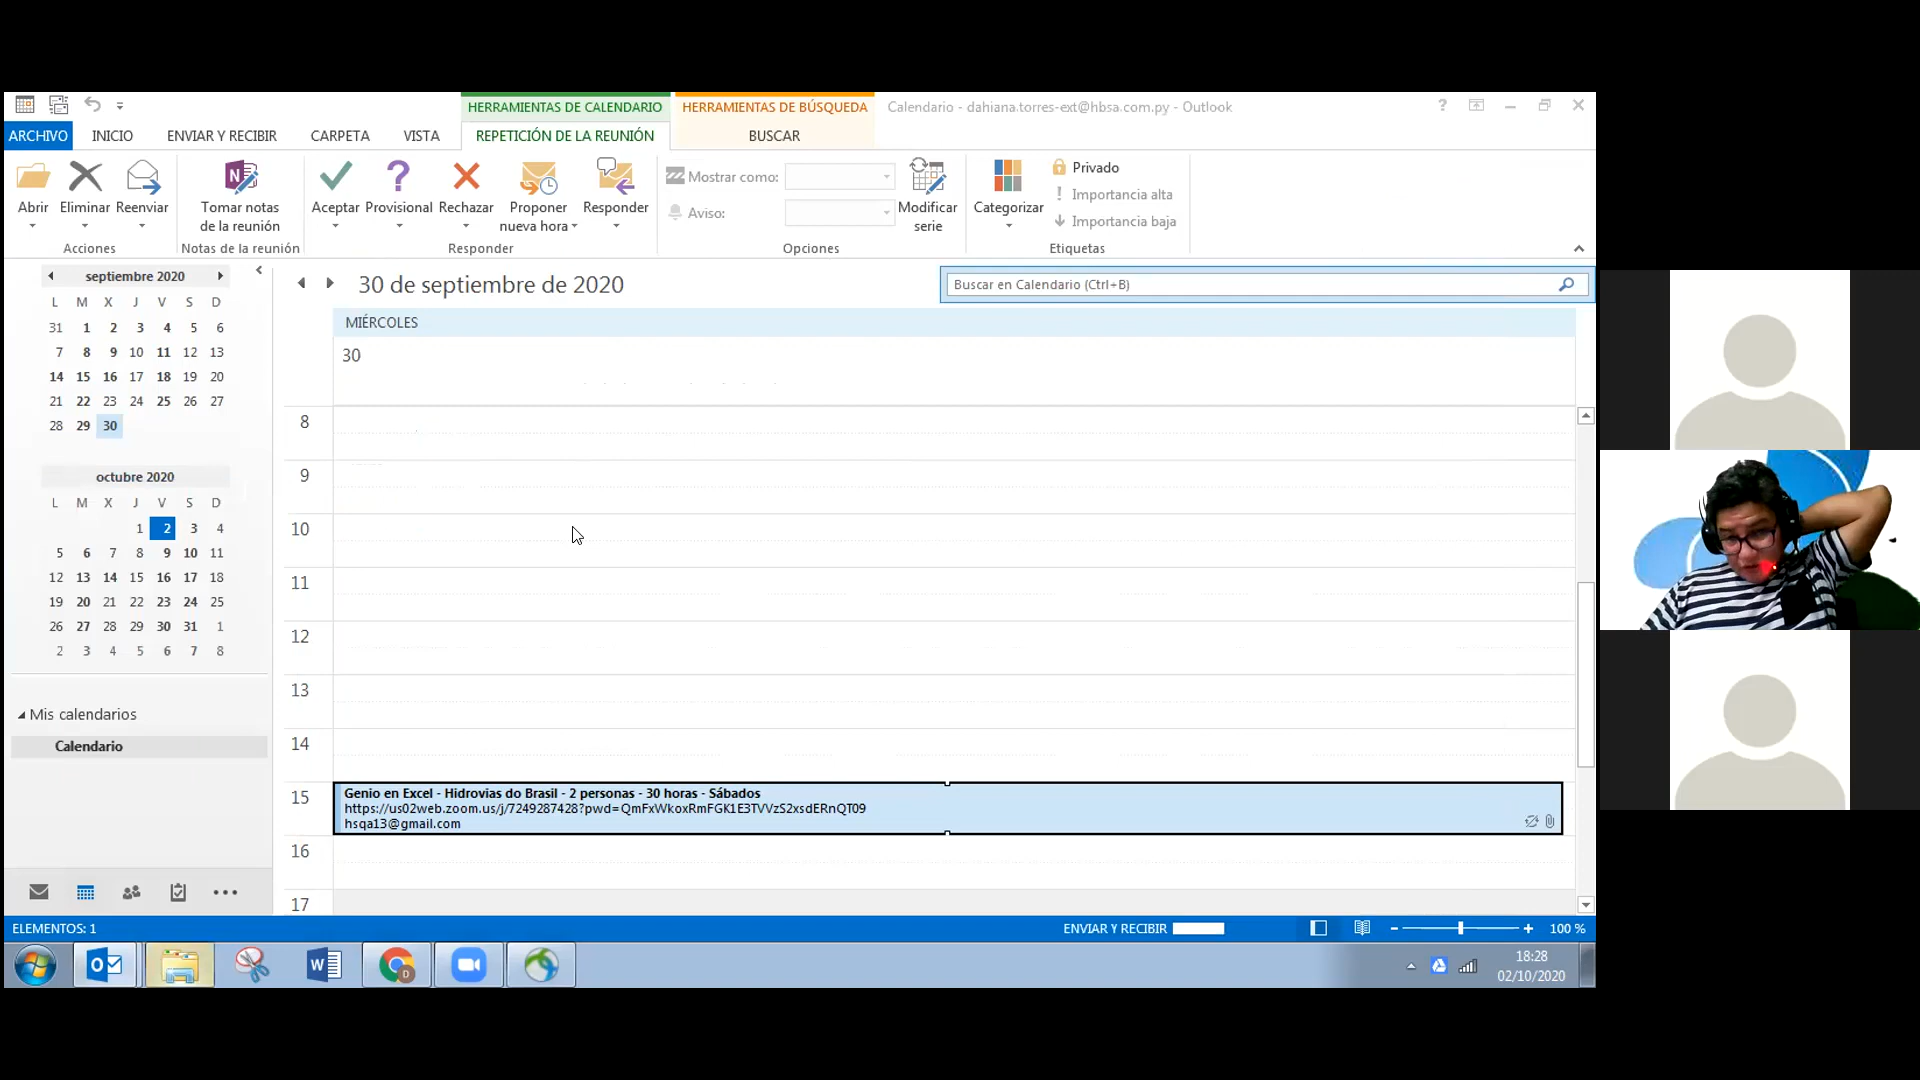 HERRAMIENTAS DE CALENDARIO
HERRAMIENTAS DE BÚSQUEDA
Calendario - dahiana.torres-ext@hbsa.com.py - Outlook
?
ARCHIVO
INICIO
ENVIAR Y RECIBIR
CARPETA
VISTA
REPETICIÓN DE LA REUNIÓN
BUSCAR
Abrir
Eliminar
Reenviar
Acciones
Tomar notas
de la reunión
Notas de la reunión
Aceptar
Provisional
Rechazar
Proponer
nueva hora
Responder
Responder
Mostrar como:
Aviso:
Modificar
serie
Opciones
Categorizar
Privado
Importancia alta
Importancia baja
Etiquetas
septiembre 2020
L M X J V S D
31 1 2 3 4 5 6
7 8 9 10 11 12 13
14 15 16 17 18 19 20
21 22 23 24 25 26 27
28 29 30
octubre 2020
L M X J V S D
1 2 3 4
5 6 7 8 9 10 11
12 13 14 15 16 17 18
19 20 21 22 23 24 25
26 27 28 29 30 31 1
2 3 4 5 6 7 8
Mis calendarios
Calendario
30 de septiembre de 2020
Buscar en Calendario (Ctrl+B)
MIÉRCOLES
30
8
9
10
11
12
13
14
15
Genio en Excel - Hidrovias do Brasil - 2 personas - 30 horas - Sábados
https://us02web.zoom.us/j/7249287428?pwd=QmFxWkoxRmFGK1E3TVVzS2xsdERnQT09
hsqa13@gmail.com
16
17
ELEMENTOS: 1
ENVIAR Y RECIBIR
100 %
18:28
02/10/2020